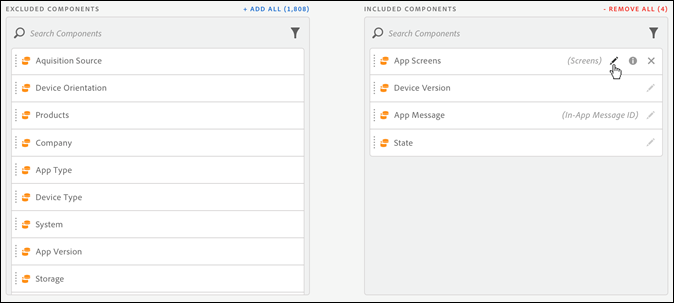 EXCLUDED COMPONENTS + ADD ALL (1,808)
Search Components
Aquisition Source
Device Orientation
Products
Company
App Type
Device Type
System
App Version
Storage
INCLUDED COMPONENTS - REMOVE ALL (4)
Search Components
App Screens (Screens)
Device Version
App Message (In-App Message ID)
State